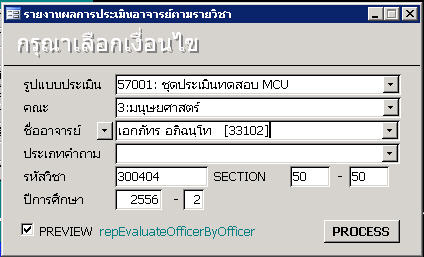 รายงานผลการประเมินอาจารย์ตามรายวิชา
กรุณาเลือกเงื่อนไข
รูปแบบประเมิน 57001: ชุดประเมินทดสอบ MCU
คณะ 3:มนุษยศาสตร์
ชื่ออาจารย์ เอกภัทร อภิฉนฺโท [33102]
ประเภทคำถาม
รหัสวิชา 300404 SECTION 50 - 50
ปีการศึกษา 2556 - 2
PREVIEW repEvaluateOfficerByOfficer PROCESS